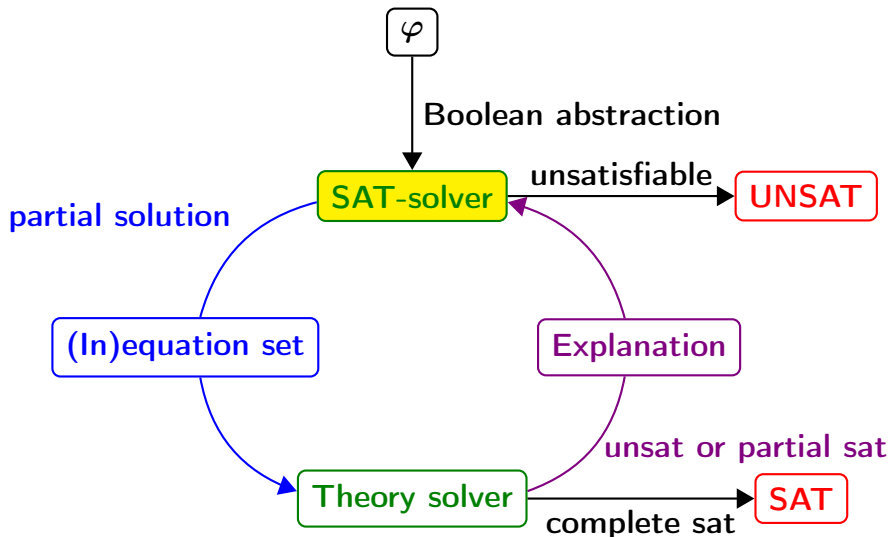 φ
Boolean abstraction
SAT-solver
unsatisfiable
UNSAT
partial solution
(In)equation set
Explanation
unsat or partial sat
Theory solver
complete sat
SAT